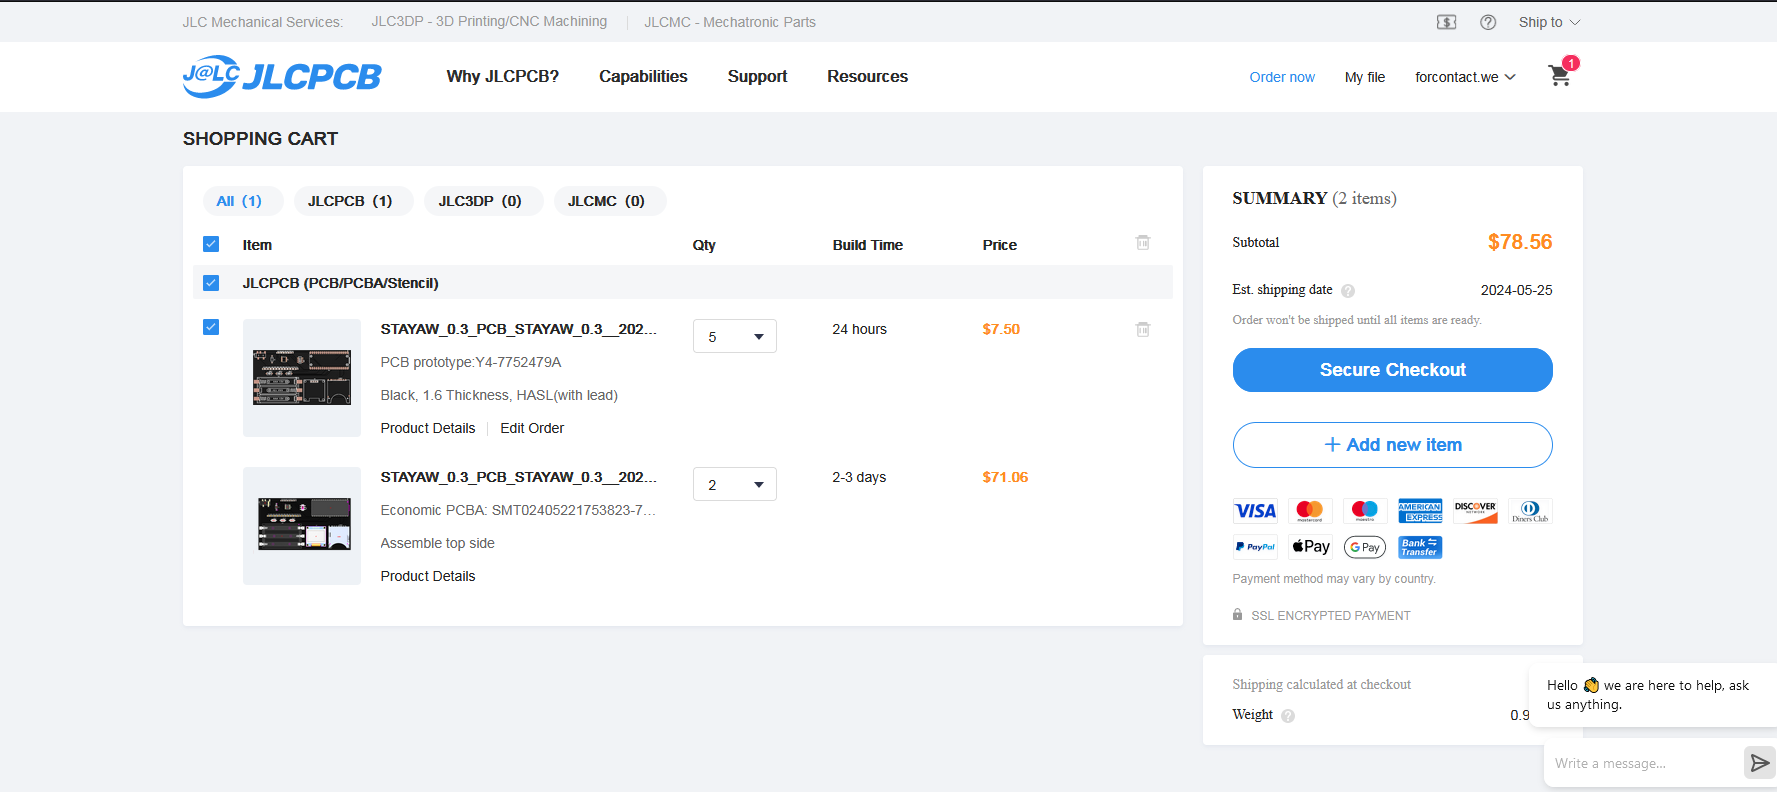 JLC Mechanical Services: JLC3DP - 3D Printing/CNC Machining JLCMC - Mechatronic Parts Ship to
J@LC JLCPCB Why JLCPCB? Capabilities Support Resources Order now My file forcontact.we 1
SHOPPING CART
All (1) JLCPCB (1) JLC3DP (0) JLCMC (0)
Item Qty Build Time Price
JLCPCB (PCB/PCBA/Stencil)
STAYAW_0.3_PCB_STAYAW_0.3__202... 5 24 hours $7.50
PCB prototype:Y4-7752479A
Black, 1.6 Thickness, HASL(with lead)
Product Details Edit Order
STAYAW_0.3_PCB_STAYAW_0.3__202... 2 2-3 days $71.06
Economic PCBA: SMT02405221753823-7...
Assemble top side
Product Details
SUMMARY (2 items)
Subtotal $78.56
Est. shipping date 2024-05-25
Order won't be shipped until all items are ready.
Secure Checkout
+ Add new item
VISA mastercard maestro AMERICAN EXPRESS DISCOVER NETWORK Diners Club
PayPal Pay G Pay Bank Transfer
Payment method may vary by country.
SSL ENCRYPTED PAYMENT
Shipping calculated at checkout
Weight 0.9
Hello 👋 we are here to help, ask
us anything.
Write a message...